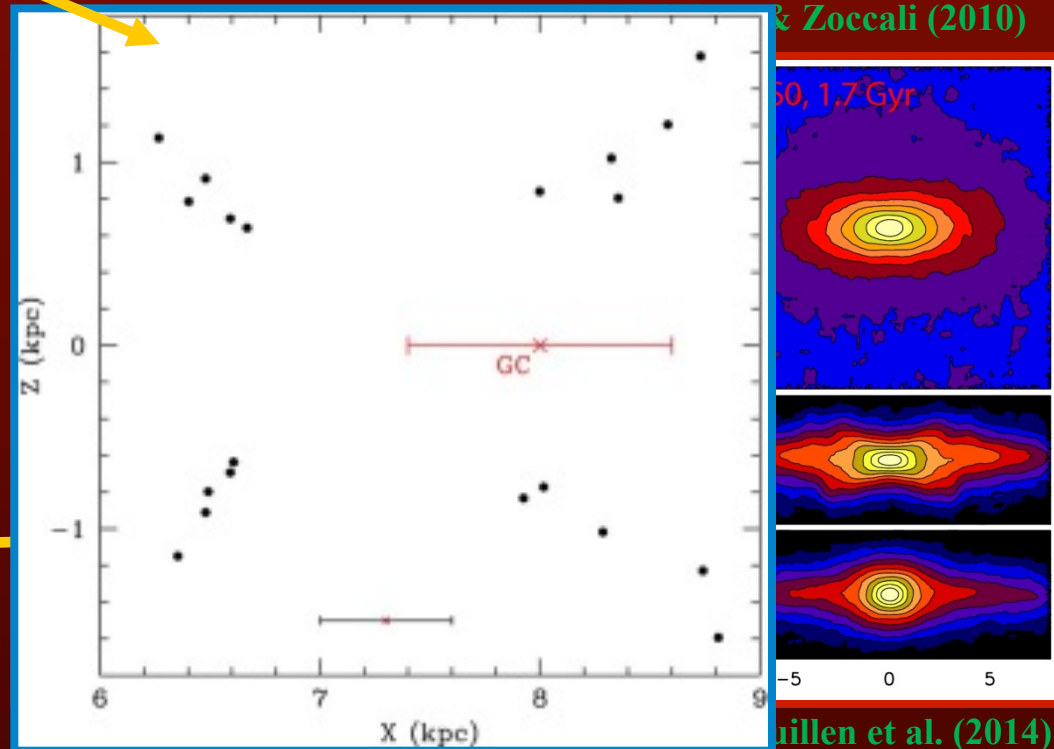 & Zoccali (2010)
S0, 1.7 Gyr
1
0
−1
Z (kpc)
GC
6
7
8
9
X (kpc)
−5
0
5
et al. (2014)